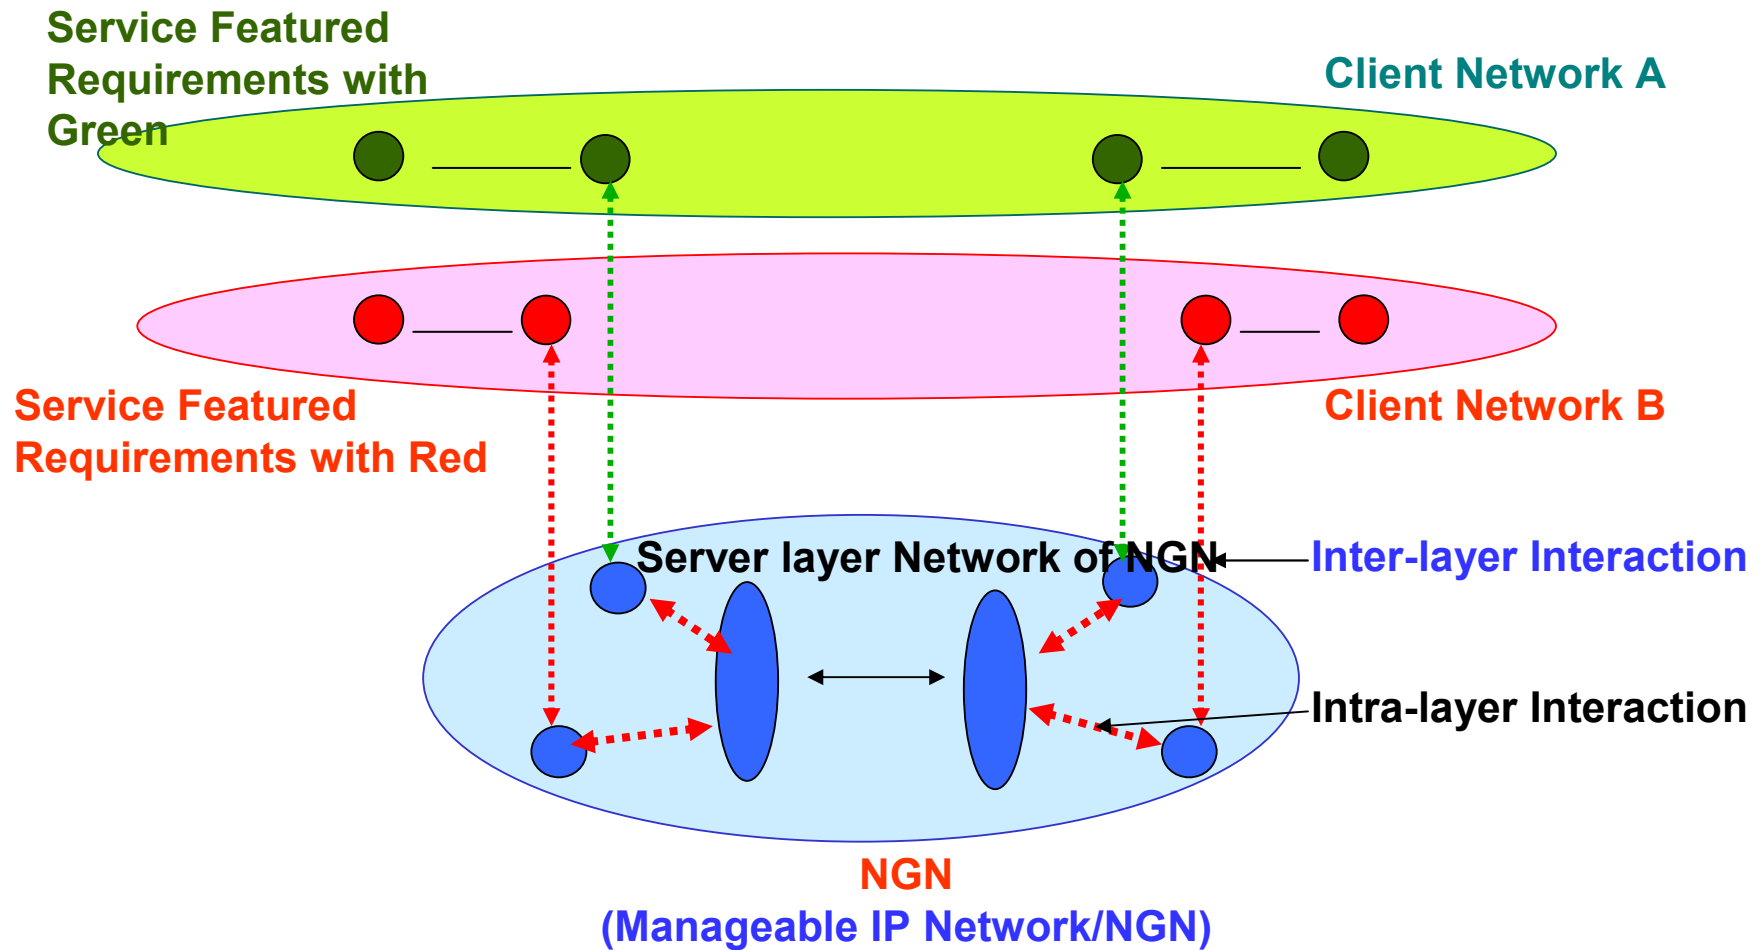 Service Featured
Requirements with
Green
Client Network A
Service Featured
Requirements with Red
Client Network B
Server layer Network of NGN
Inter-layer Interaction
Intra-layer Interaction
NGN
(Manageable IP Network/NGN)